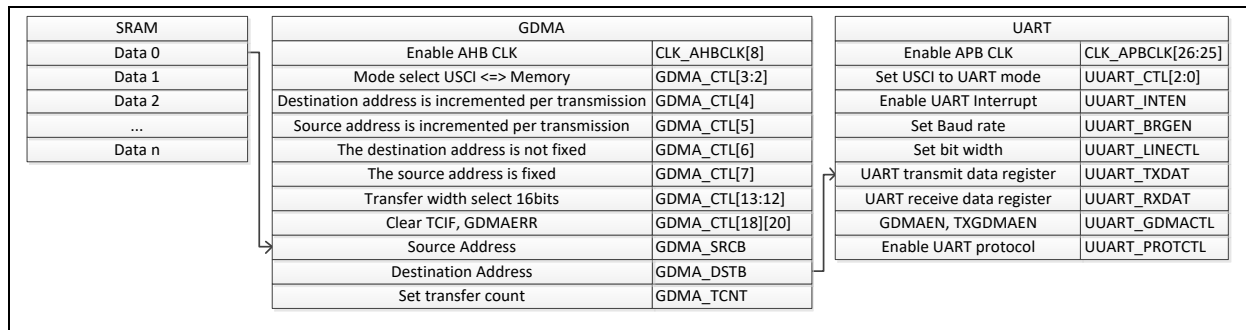 SRAM
Data 0
Data 1
Data 2
...
Data n
GDMA
Enable AHB CLK CLK_AHBCLK[8]
Mode select USCI <=> Memory GDMA_CTL[3:2]
Destination address is incremented per transmission GDMA_CTL[4]
Source address is incremented per transmission GDMA_CTL[5]
The destination address is not fixed GDMA_CTL[6]
The source address is fixed GDMA_CTL[7]
Transfer width select 16bits GDMA_CTL[13:12]
Clear TCIF, GDMAERR GDMA_CTL[18][20]
Source Address GDMA_SRCB
Destination Address GDMA_DSTB
Set transfer count GDMA_TCNT
UART
Enable APB CLK CLK_APBCLK[26:25]
Set USCI to UART mode UUART_CTL[2:0]
Enable UART Interrupt UUART_INTEN
Set Baud rate UUART_BRGEN
Set bit width UUART_LINECTL
UART transmit data register UUART_TXDAT
UART receive data register UUART_RXDAT
GDMAEN, TXGDMAEN UUART_GDMACTL
Enable UART protocol UUART_PROTCTL